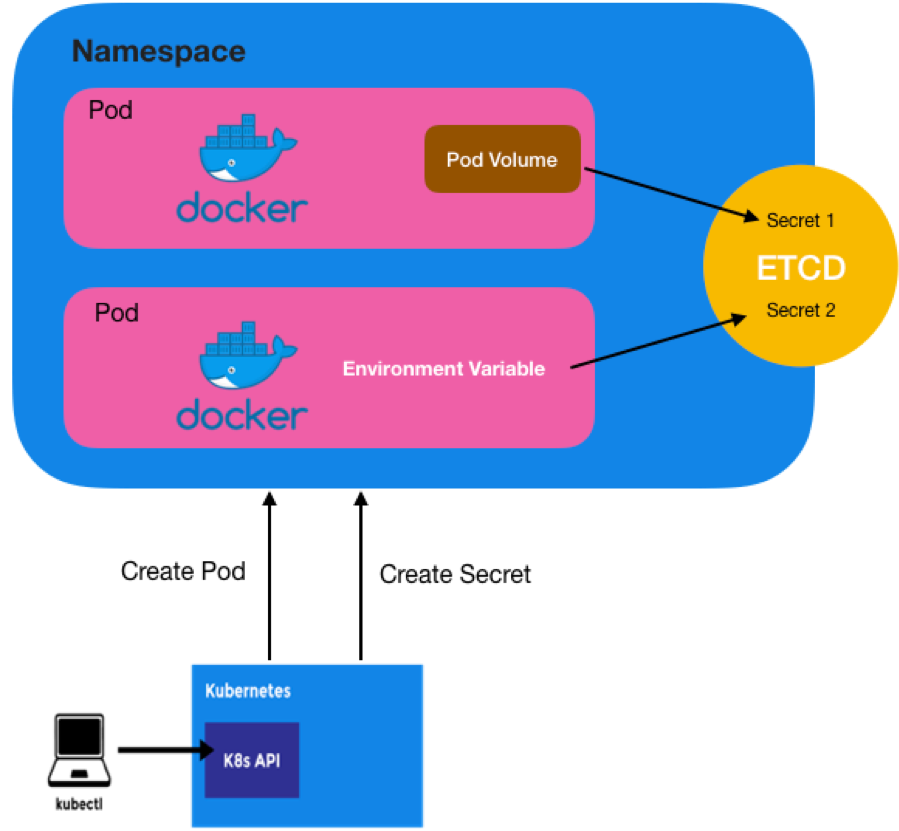 Namespace
Pod
docker
Pod Volume
Secret 1
ETCD
Secret 2
Pod
docker
Environment Variable
Create Pod
Create Secret
Kubernetes
K8s API
kubectl